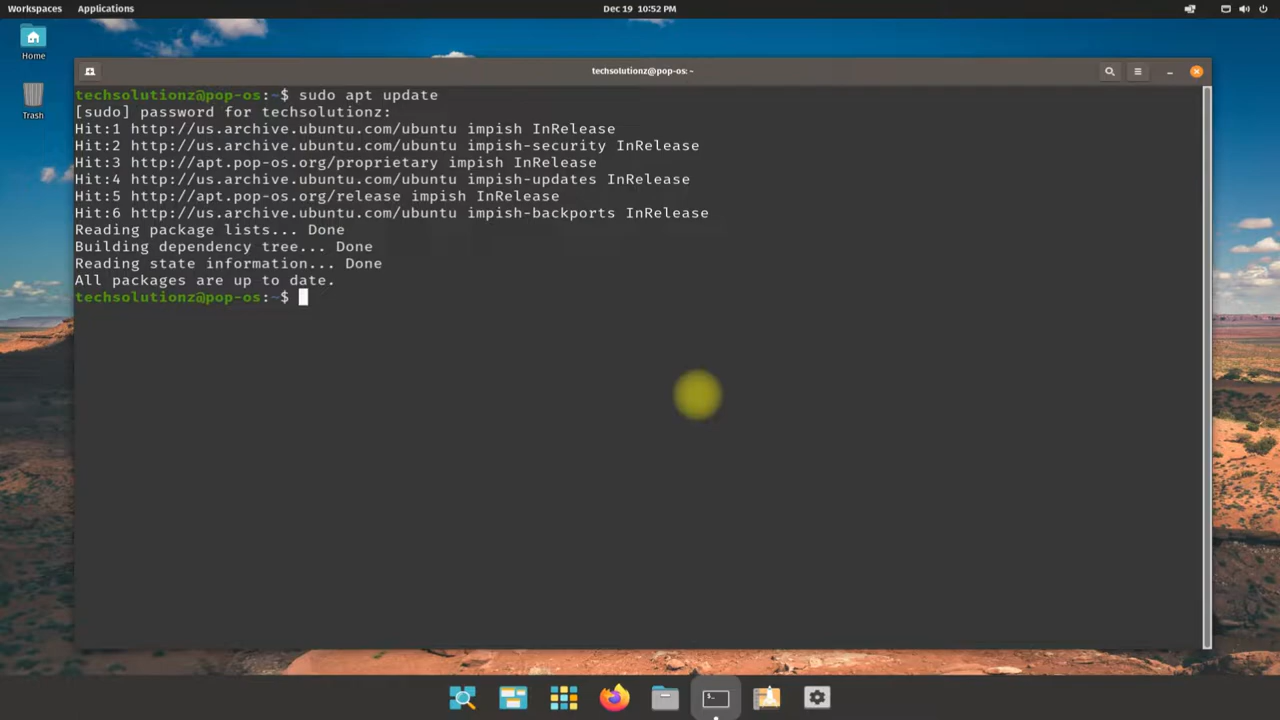 Workspaces Applications Dec 19 10:52 PM
Home
Trash
techsolutionz@pop-os: ~
techsolutionz@pop-os:~$ sudo apt update
[sudo] password for techsolutionz:
Hit:1 http://us.archive.ubuntu.com/ubuntu impish InRelease
Hit:2 http://us.archive.ubuntu.com/ubuntu impish-security InRelease
Hit:3 http://apt.pop-os.org/proprietary impish InRelease
Hit:4 http://us.archive.ubuntu.com/ubuntu impish-updates InRelease
Hit:5 http://apt.pop-os.org/release impish InRelease
Hit:6 http://us.archive.ubuntu.com/ubuntu impish-backports InRelease
Reading package lists... Done
Building dependency tree... Done
Reading state information... Done
All packages are up to date.
techsolutionz@pop-os:~$